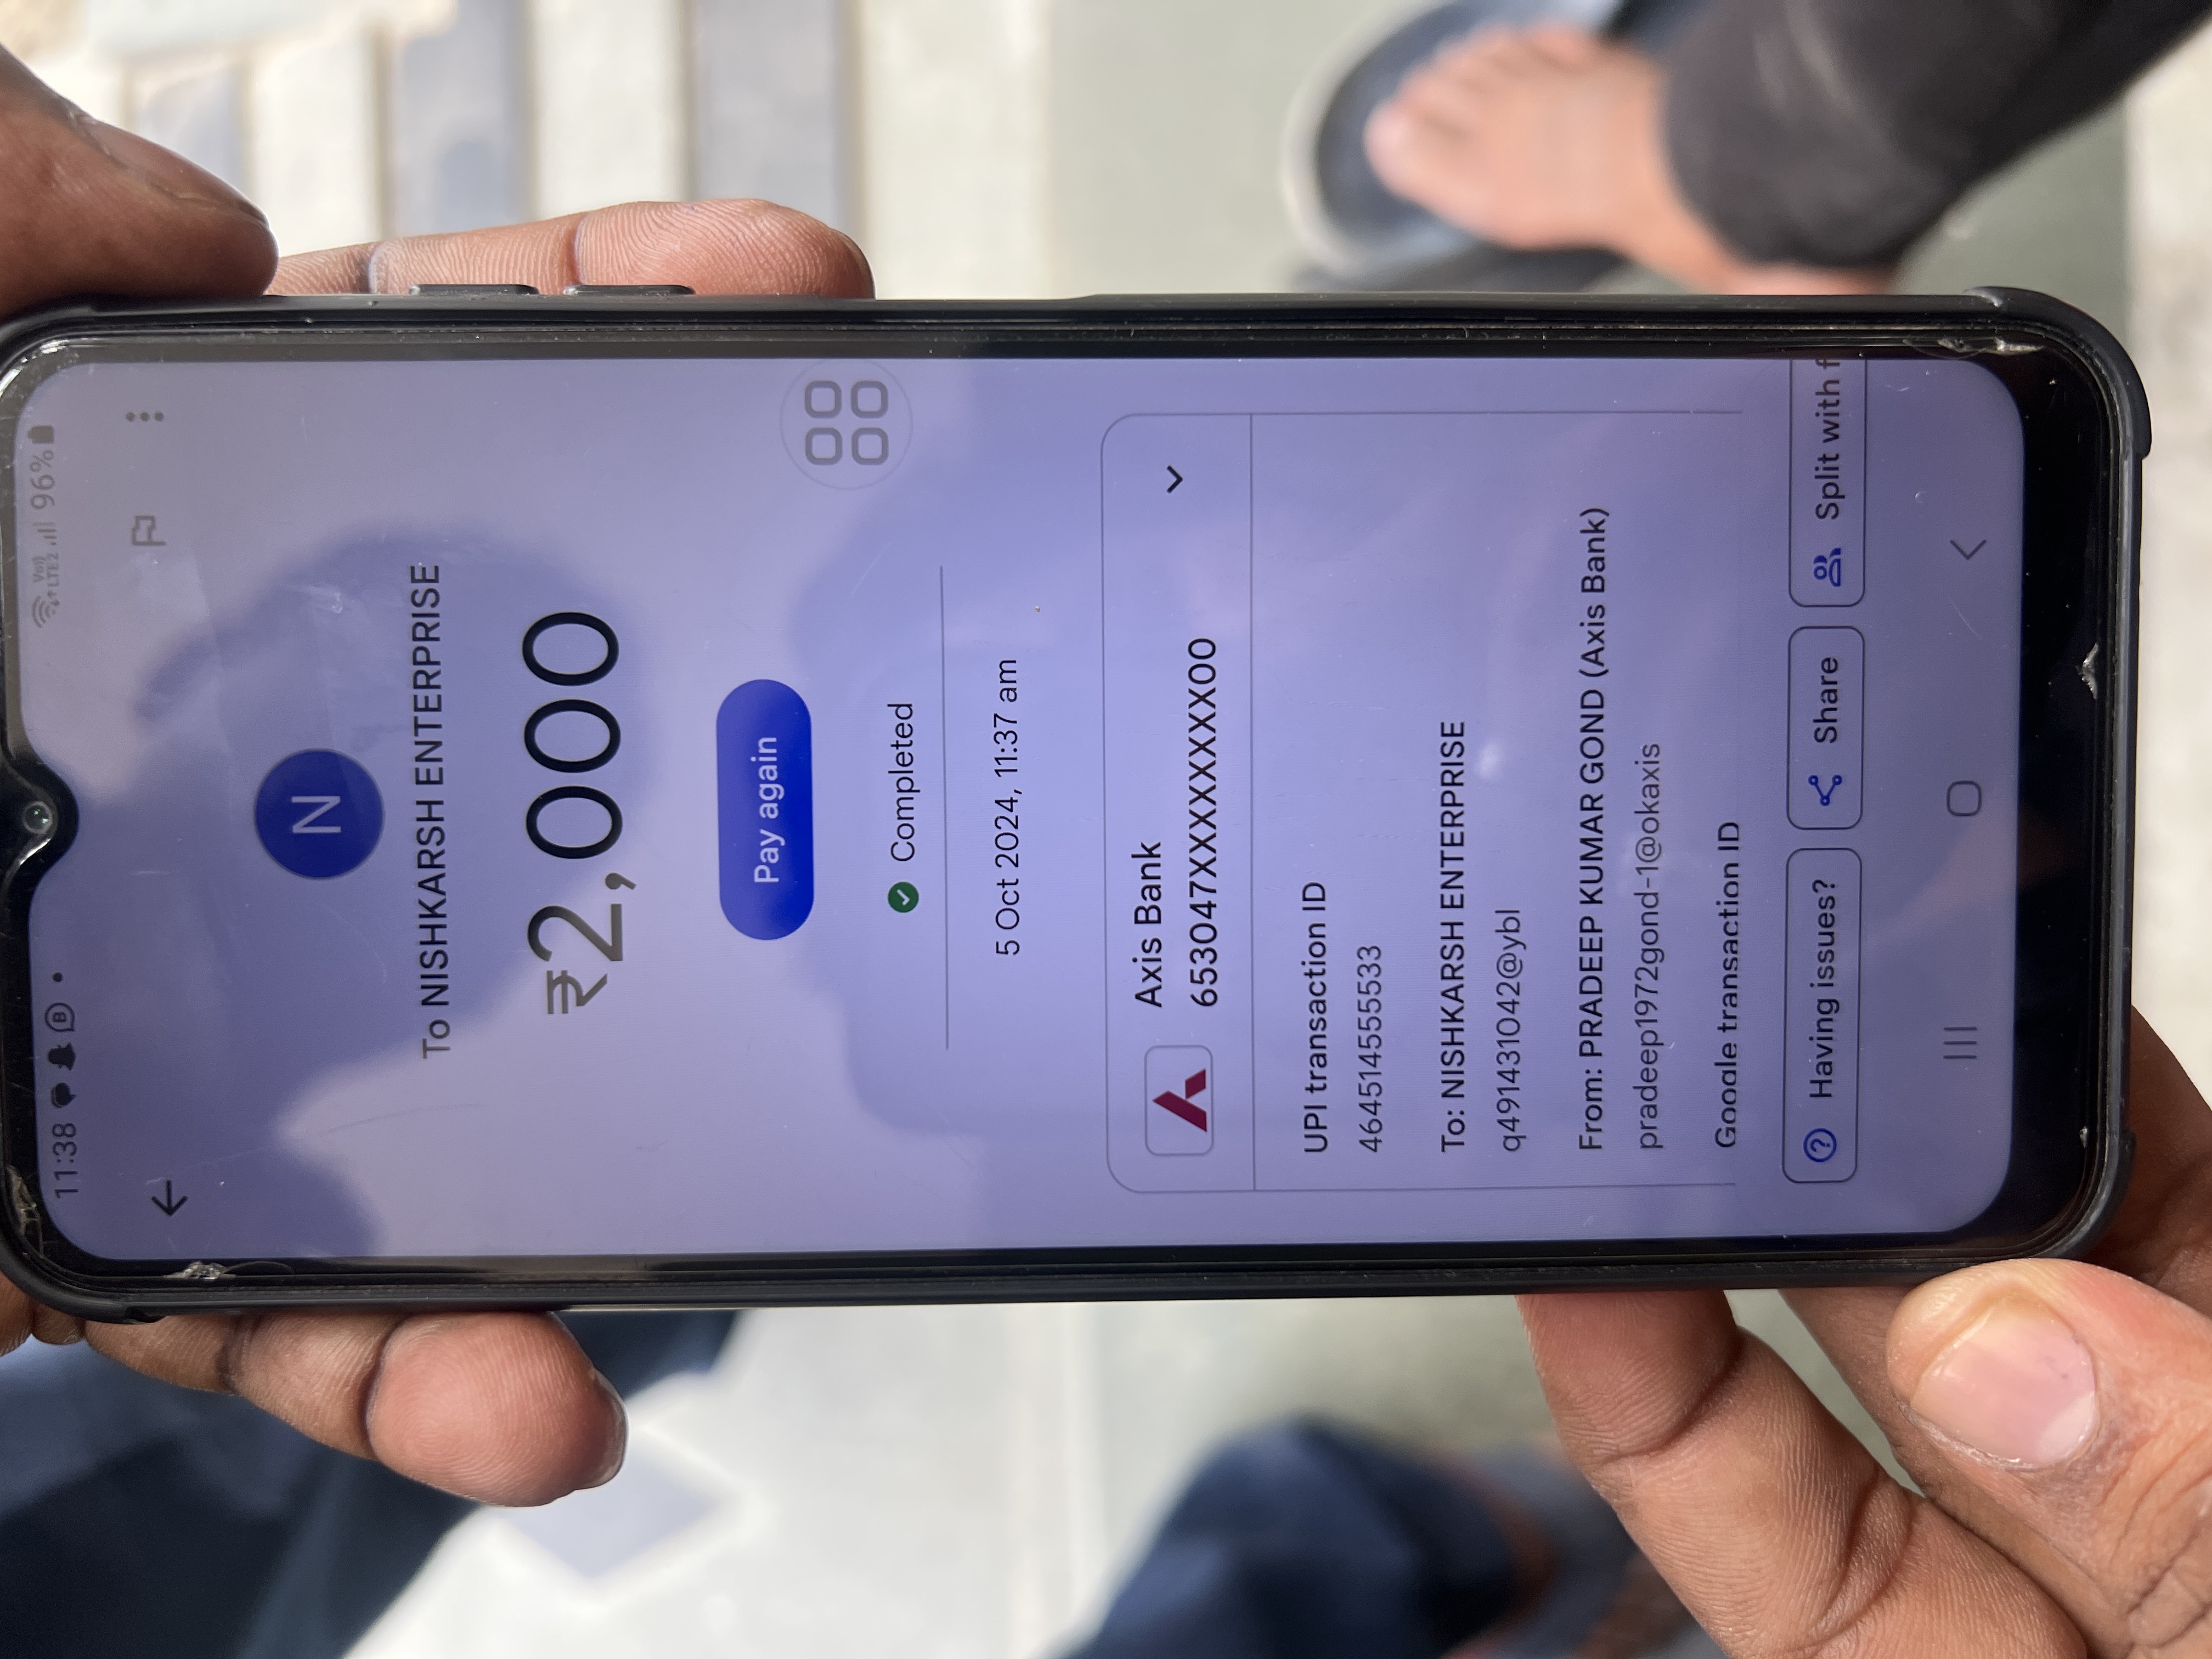 11:38
Vo)) LTE2 96%
N
To NISHKARSH ENTERPRISE
₹2,000
Pay again
Completed
5 Oct 2024, 11:37 am
Axis Bank
653047XXXXXXXXX00
UPI transaction ID
464514555533
To: NISHKARSH ENTERPRISE
q491431042@ybl
From: PRADEEP KUMAR GOND (Axis Bank)
pradeep1972gond-1@okaxis
Google transaction ID
Having issues? Share Split with f